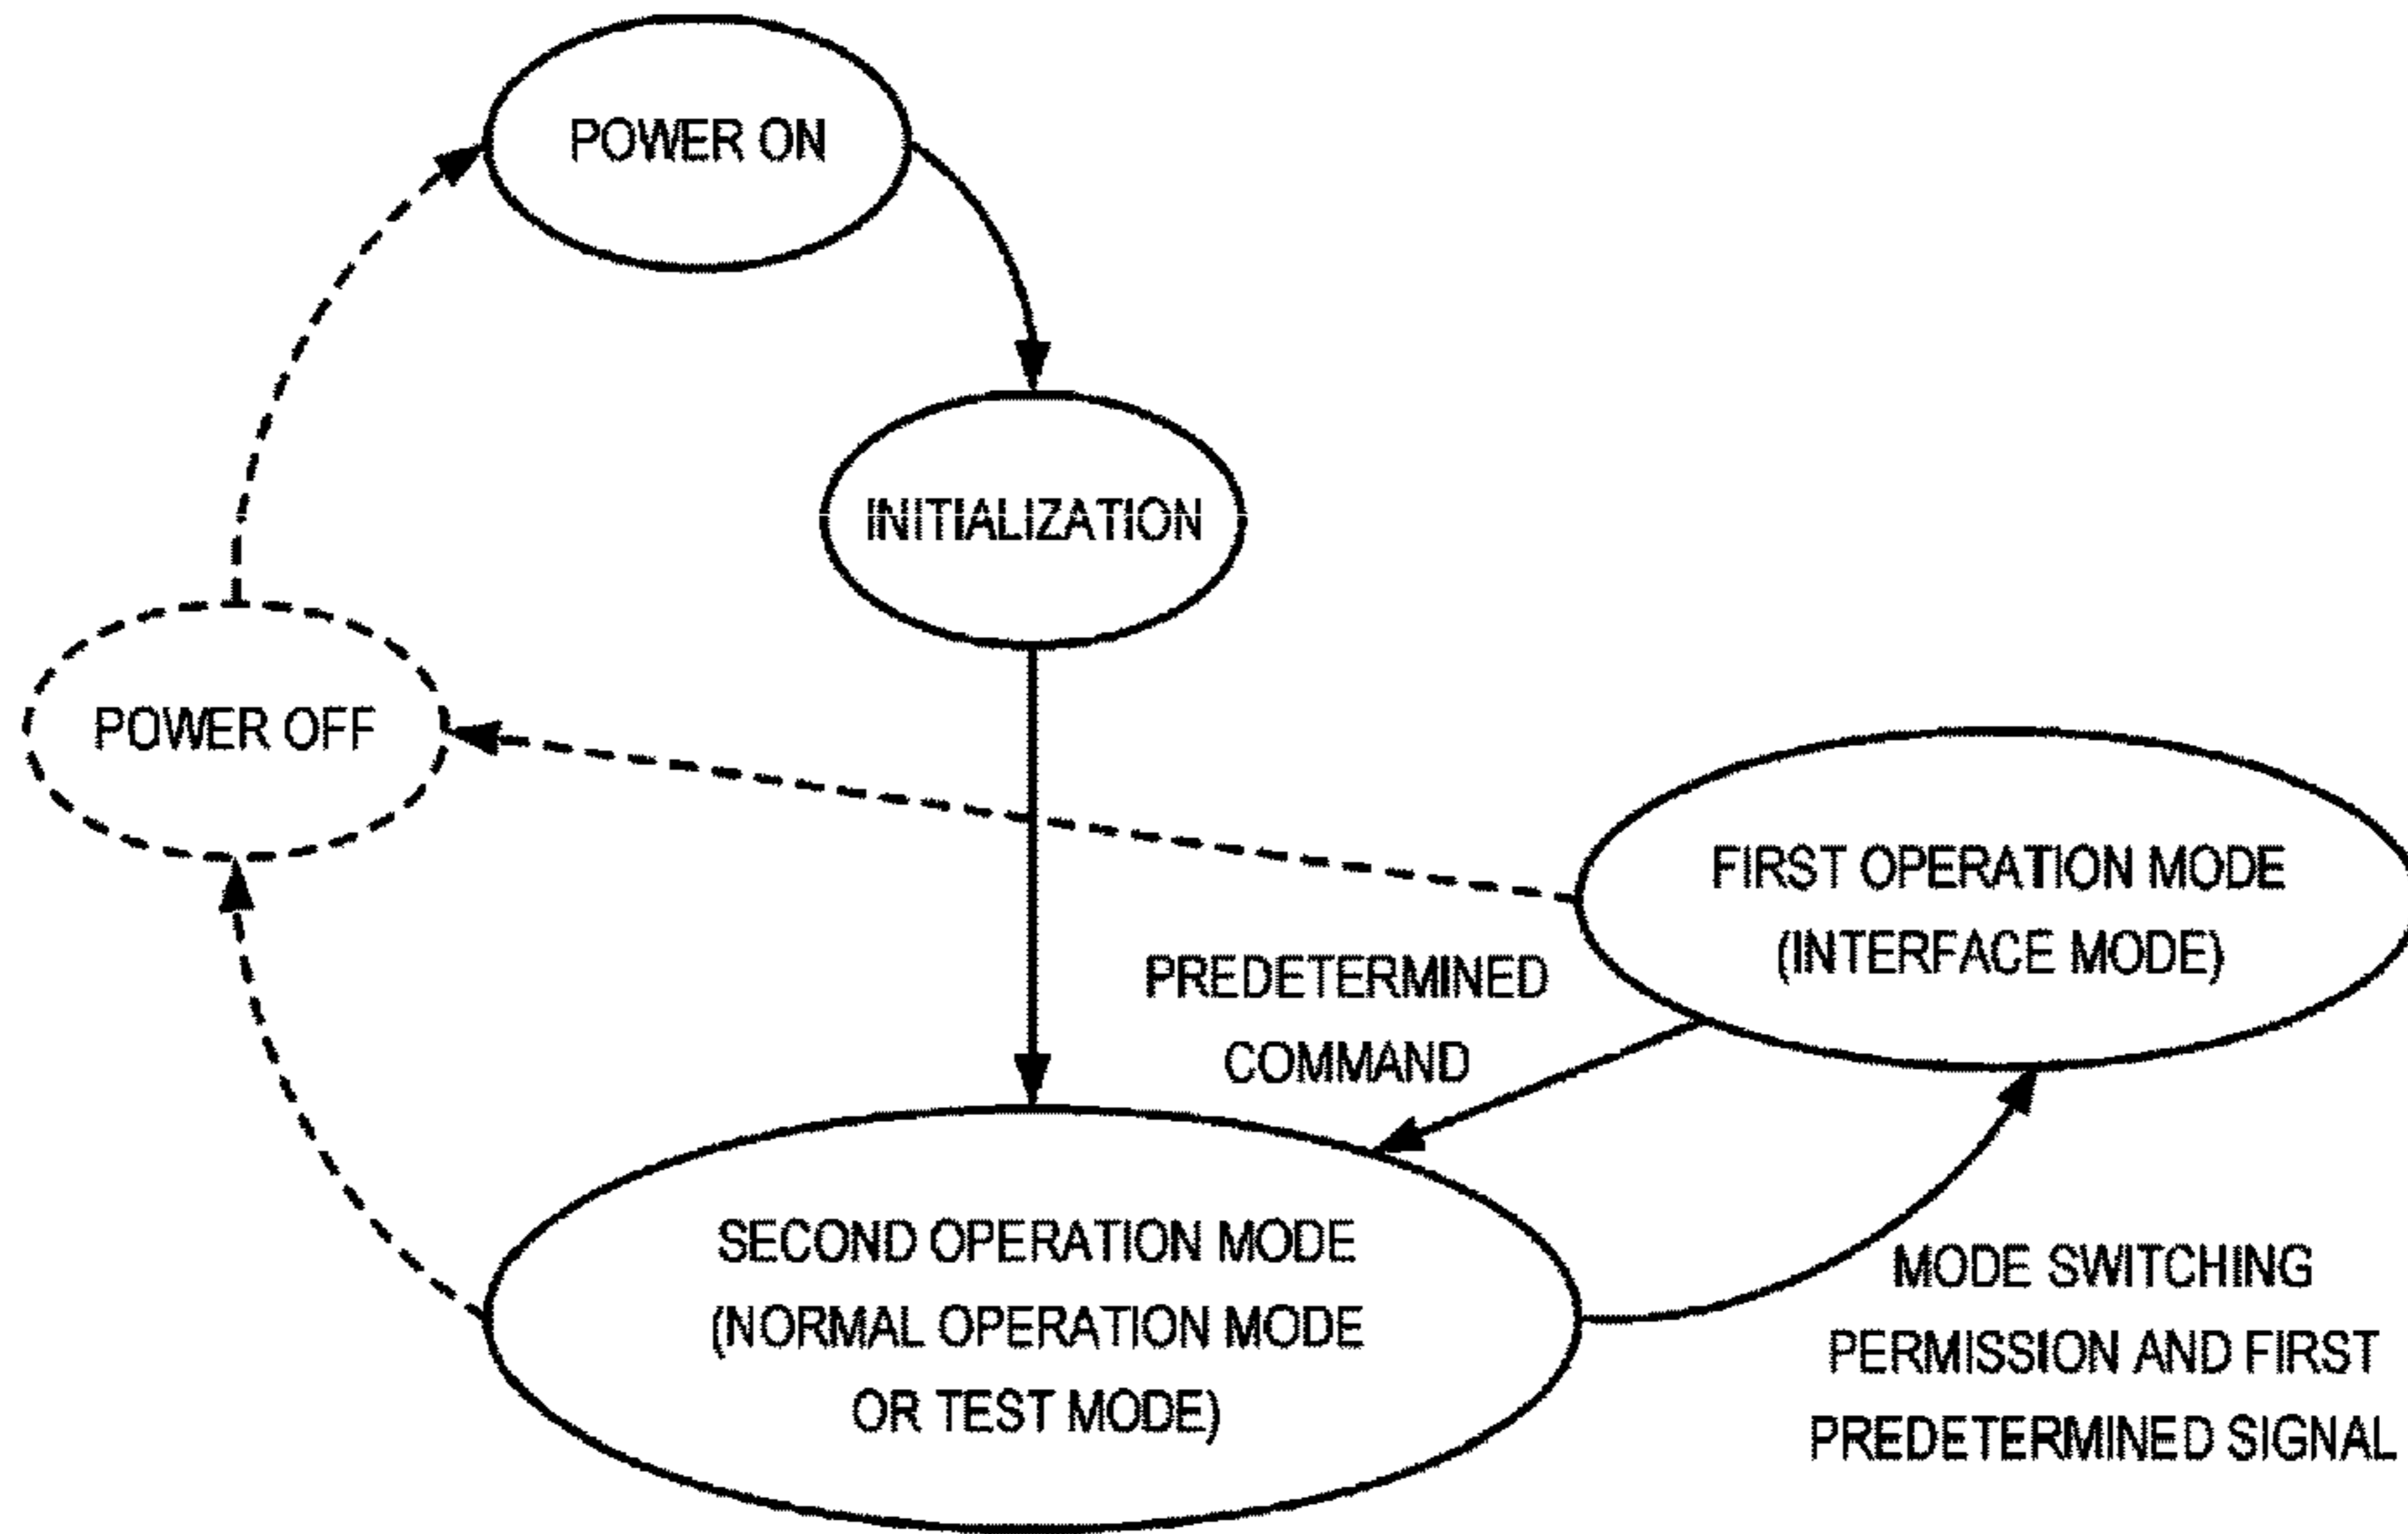 POWER ON
INITIALIZATION
POWER OFF
FIRST OPERATION MODE
(INTERFACE MODE)
PREDETERMINED
COMMAND
SECOND OPERATION MODE
(NORMAL OPERATION MODE
OR TEST MODE)
MODE SWITCHING
PERMISSION AND FIRST
PREDETERMINED SIGNAL